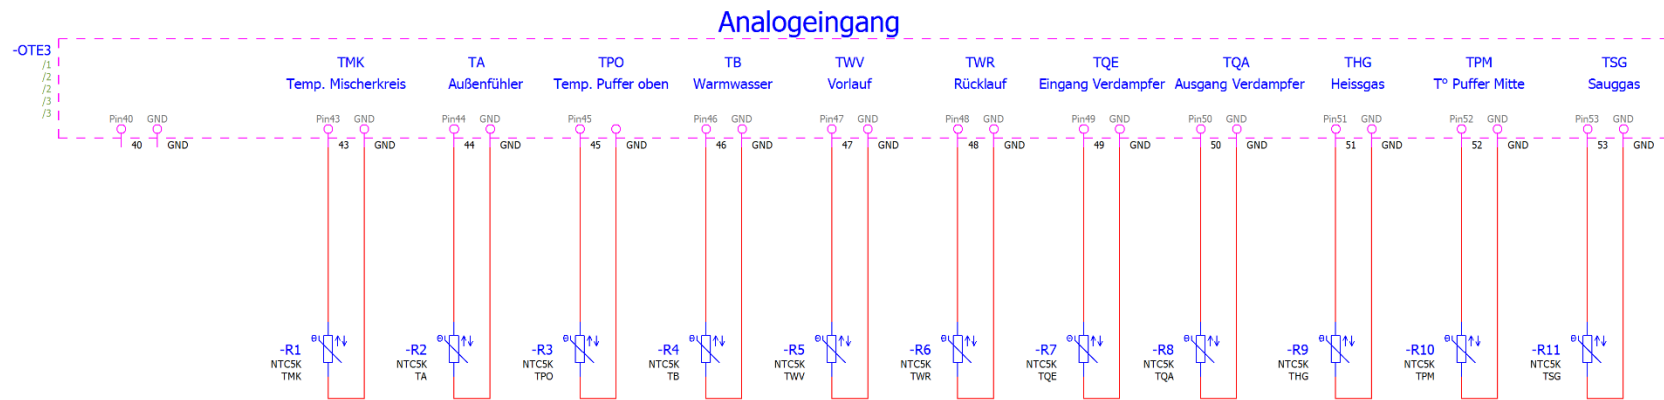 Analogeingang
-OTE3
/1
/2
/2
/3
/3
TMK TA TPO TB TWV TWR TQE TQA THG TPM TSG
Temp. Mischerkreis Außenfühler Temp. Puffer oben Warmwasser Vorlauf Rücklauf Eingang Verdampfer Ausgang Verdampfer Heissgas T° Puffer Mitte Sauggas
Pin40 GND Pin43 GND Pin44 GND Pin45 Pin46 GND Pin47 GND Pin48 GND Pin49 GND Pin50 GND Pin51 GND Pin52 GND Pin53 GND
40 GND 43 GND 44 GND 45 GND 46 GND 47 GND 48 GND 49 GND 50 GND 51 GND 52 GND 53 GND
-R1 -R2 -R3 -R4 -R5 -R6 -R7 -R8 -R9 -R10 -R11
NTC5K NTC5K NTC5K NTC5K NTC5K NTC5K NTC5K NTC5K NTC5K NTC5K NTC5K
TMK TA TPO TB TWV TWR TQE TQA THG TPM TSG